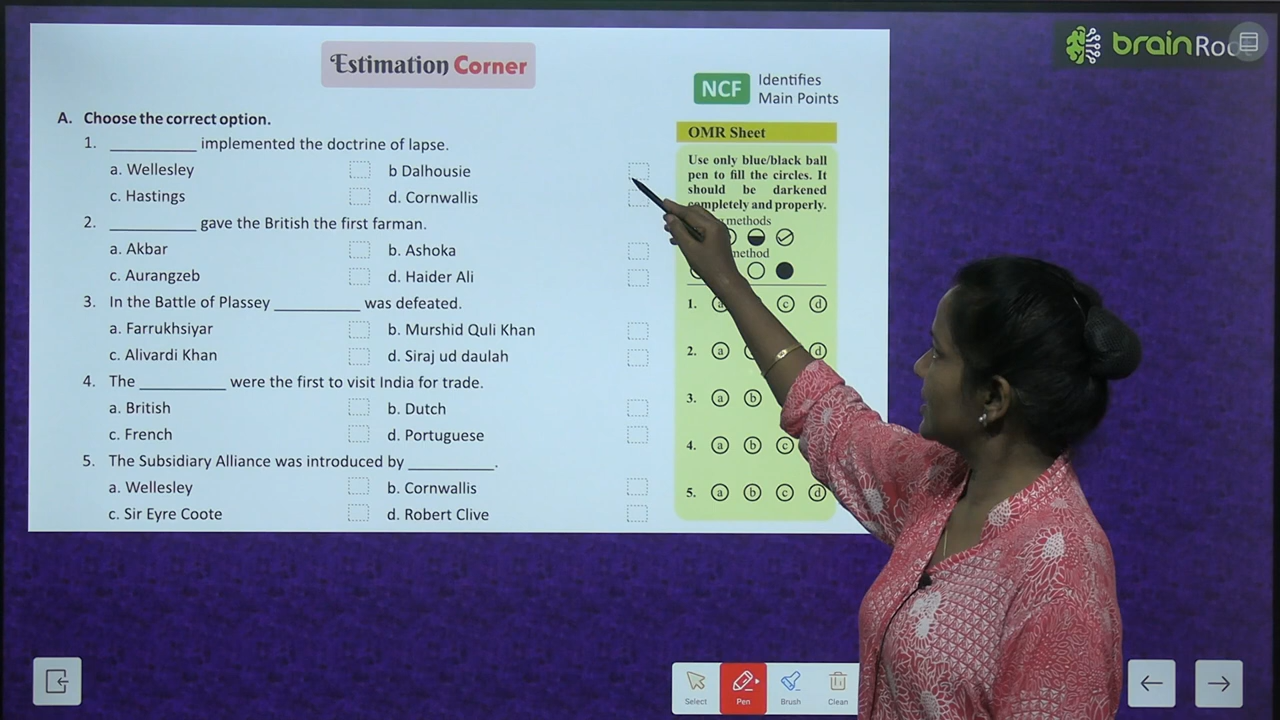 Estimation Corner
brainRoo
NCF
Identifies
Main Points
A. Choose the correct option.
1. __________ implemented the doctrine of lapse.
a. Wellesley b Dalhousie
c. Hastings d. Cornwallis
2. __________ gave the British the first farman.
a. Akbar b. Ashoka
c. Aurangzeb d. Haider Ali
3. In the Battle of Plassey __________ was defeated.
a. Farrukhsiyar b. Murshid Quli Khan
c. Alivardi Khan d. Siraj ud daulah
4. The __________ were the first to visit India for trade.
a. British b. Dutch
c. French d. Portuguese
5. The Subsidiary Alliance was introduced by __________.
a. Wellesley b. Cornwallis
c. Sir Eyre Coote d. Robert Clive
OMR Sheet
Use only blue/black ball
pen to fill the circles. It
should be darkened
completely and properly.
methods
method
1. a c d
2. a d
3. a b
4. a b c
5. a b c d
Select Pen Brush Clean